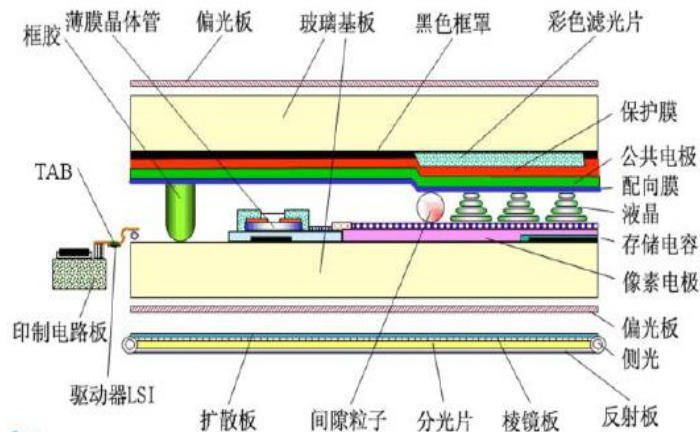 薄膜晶体管
偏光板
玻璃基板
黑色框罩
彩色滤光片
框胶
保护膜
公共电极
配向膜
液晶
存储电容
像素电极
TAB
印制电路板
偏光板
侧光
驱动器LSI
扩散板
间隙粒子
分光片
棱镜板
反射板